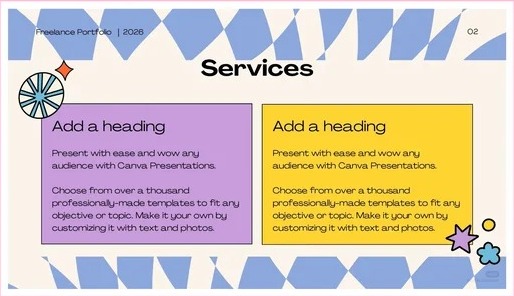 Freelance Portfolio | 2026
02
Services
Add a heading
Present with ease and wow any
audience with Canva Presentations.
Choose from over a thousand
professionally-made templates to fit any
objective or topic. Make it your own by
customizing it with text and photos.
Add a heading
Present with ease and wow any
audience with Canva Presentations.
Choose from over a thousand
professionally-made templates to fit any
objective or topic. Make it your own by
customizing it with text and photos.